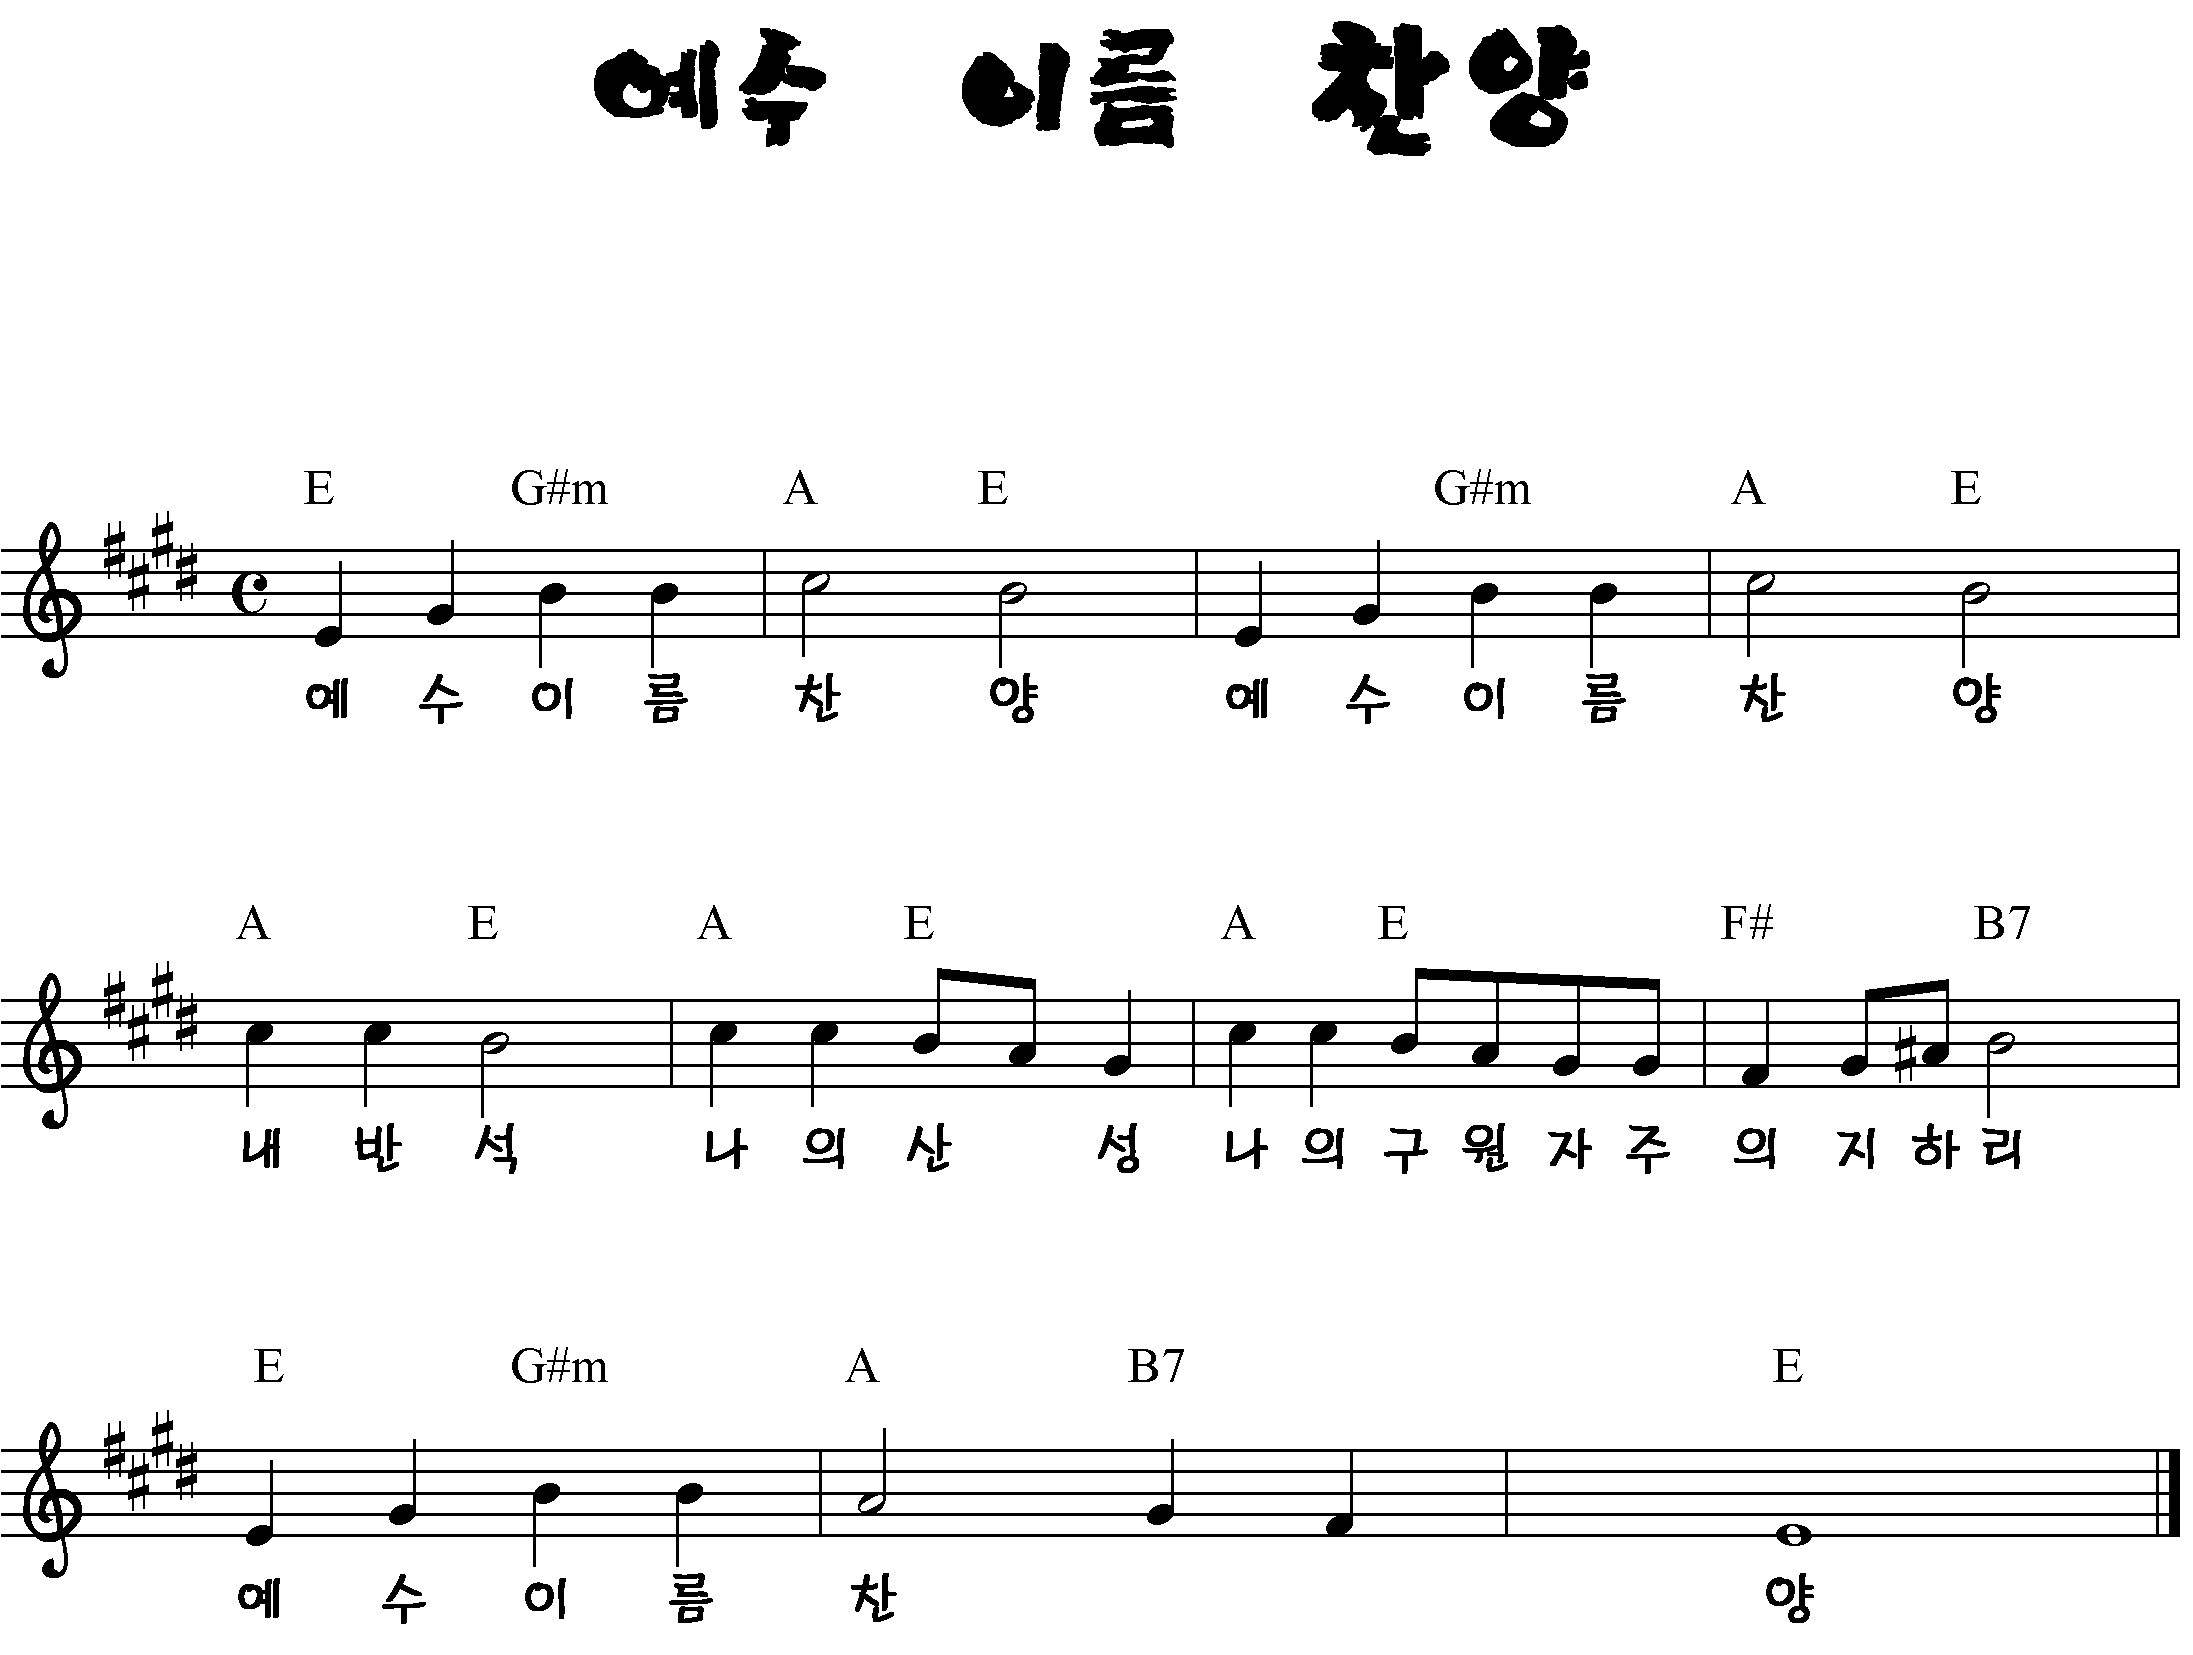 예수 이름 찬양
E G#m A E G#m A E
예수이름 찬양 예수이름 찬양
A E A E A E F# B7
내반석 나의산성 나의구원자주 의지하리
E G#m A B7 E
예수이름 찬양